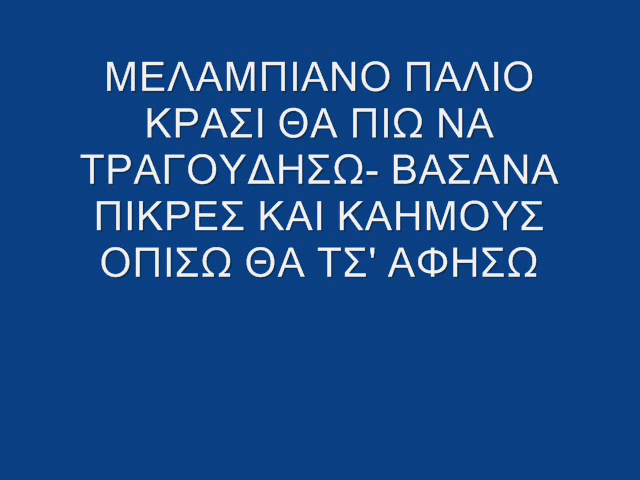 ΜΕΛΑΜΠΙΑΝΟ ΠΑΛΙΟ
ΚΡΑΣΙ ΘΑ ΠΙΩ ΝΑ
ΤΡΑΓΟΥΔΗΣΩ- ΒΑΣΑΝΑ
ΠΙΚΡΕΣ ΚΑΙ ΚΑΗΜΟΥΣ
ΟΠΙΣΩ ΘΑ ΤΣ' ΑΦΗΣΩ